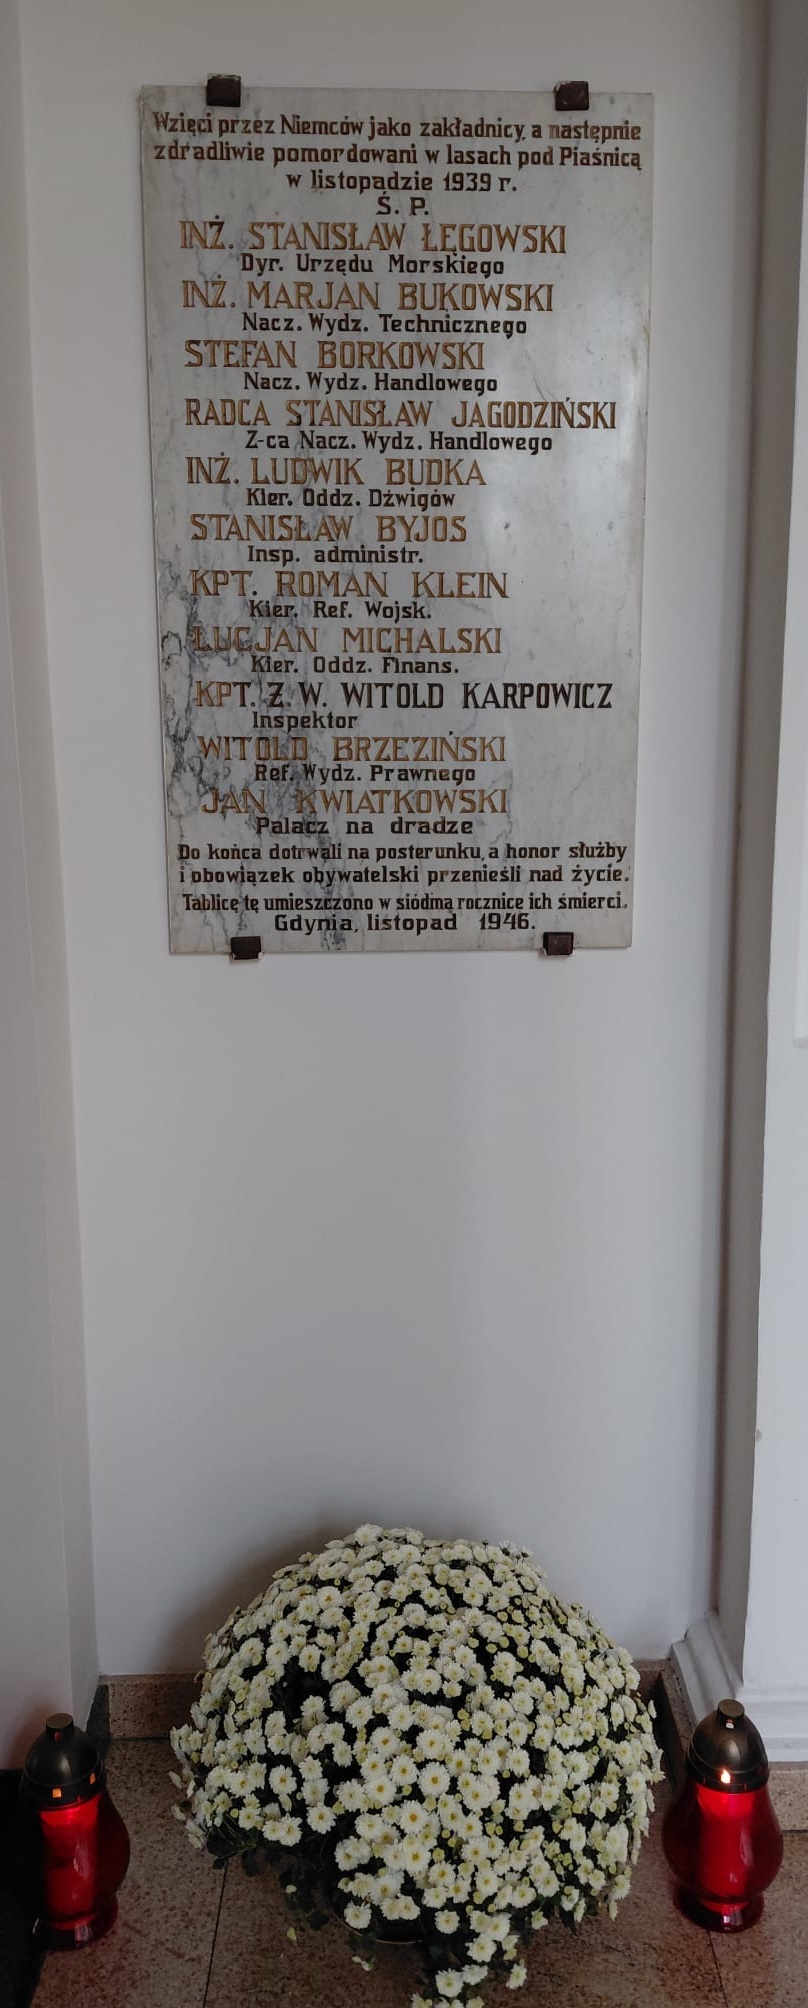 Wzięci przez Niemców jako zakładnicy, a następnie
zdradliwie pomordowani w lasach pod Piaśnicą
w listopadzie 1939 r.
Ś. P.
INŻ. STANISŁAW ŁĘGOWSKI
Dyr. Urzędu Morskiego
INŻ. MARJAN BUKOWSKI
Nacz. Wydz. Technicznego
STEFAN BORKOWSKI
Nacz. Wydz. Handlowego
RADCA STANISŁAW JAGODZIŃSKI
Z-ca Nacz. Wydz. Handlowego
INŻ. LUDWIK BUDKA
Kier. Oddz. Dźwigów
STANISŁAW BYJOS
Insp. administr.
KPT. ROMAN KLEIN
Kier. Ref. Wojsk.
ŁUCJAN MICHALSKI
Kier. Oddz. Finans.
KPT. Ż. W. WITOLD KARPOWICZ
Inspektor
WITOLD BRZEZIŃSKI
Ref. Wydz. Prawnego
JAN KWIATKOWSKI
Palacz na dradze
Do końca dotrwali na posterunku, a honor służby
i obowiązek obywatelski przenieśli nad życie.
Tablicę tę umieszczono w siódmą rocznicę ich śmierci.
Gdynia, listopad 1946.